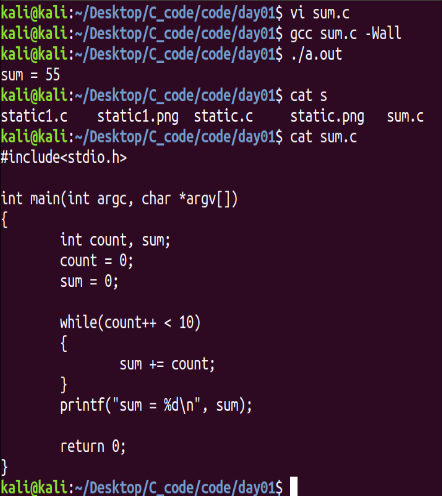 kali@kali:~/Desktop/C_code/code/day01$ vi sum.c
kali@kali:~/Desktop/C_code/code/day01$ gcc sum.c -Wall
kali@kali:~/Desktop/C_code/code/day01$ ./a.out
sum = 55
kali@kali:~/Desktop/C_code/code/day01$ cat s
static1.c    static1.png  static.c     static.png   sum.c
kali@kali:~/Desktop/C_code/code/day01$ cat sum.c
#include<stdio.h>

int main(int argc, char *argv[])
{
        int count, sum;
        count = 0;
        sum = 0;

        while(count++ < 10)
        {
                sum += count;
        }
        printf("sum = %d\n", sum);

        return 0;
}
kali@kali:~/Desktop/C_code/code/day01$